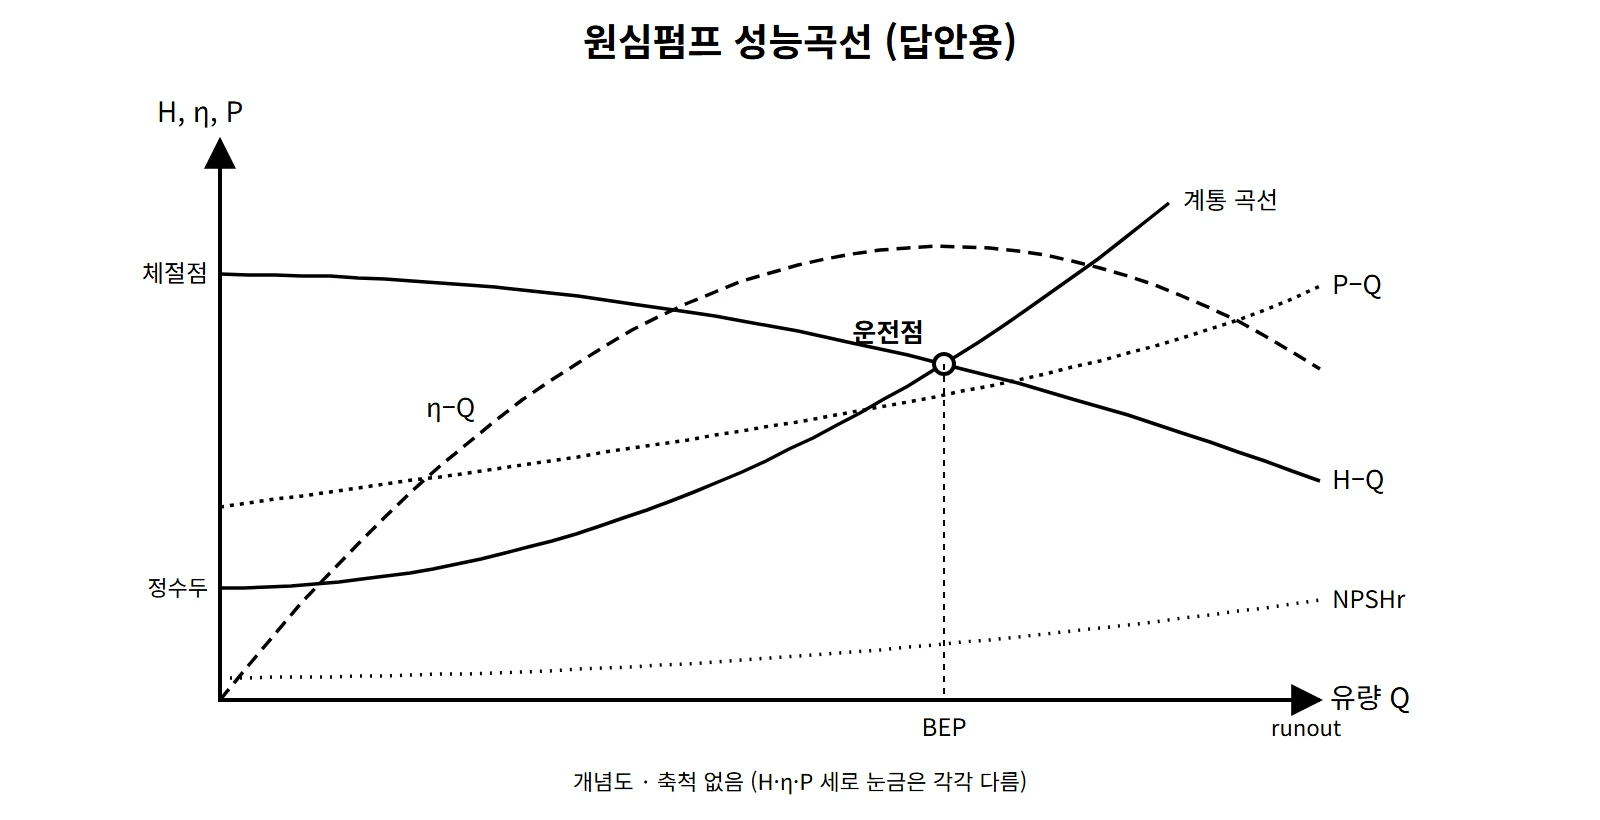 원심펌프 성능곡선 (답안용)
H, η, P
계통 곡선
체절점
P−Q
운전점
η−Q
H−Q
정수두
NPSHr
유량 Q
BEP
runout
개념도 · 축척 없음 (H·η·P 세로 눈금은 각각 다름)